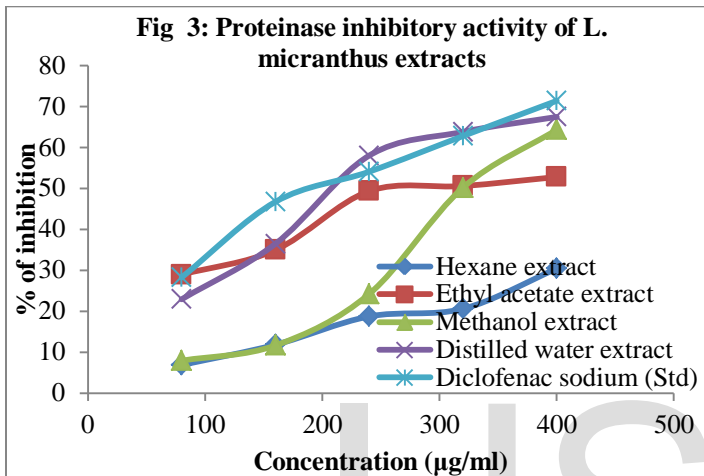 Fig 3: Proteinase inhibitory activity of L.
micranthus extracts
% of inhibition
80
70
60
50
40
30
20
10
0
Hexane extract
Ethyl acetate extract
Methanol extract
Distilled water extract
Diclofenac sodium (Std)
0 100 200 300 400 500
Concentration (µg/ml)